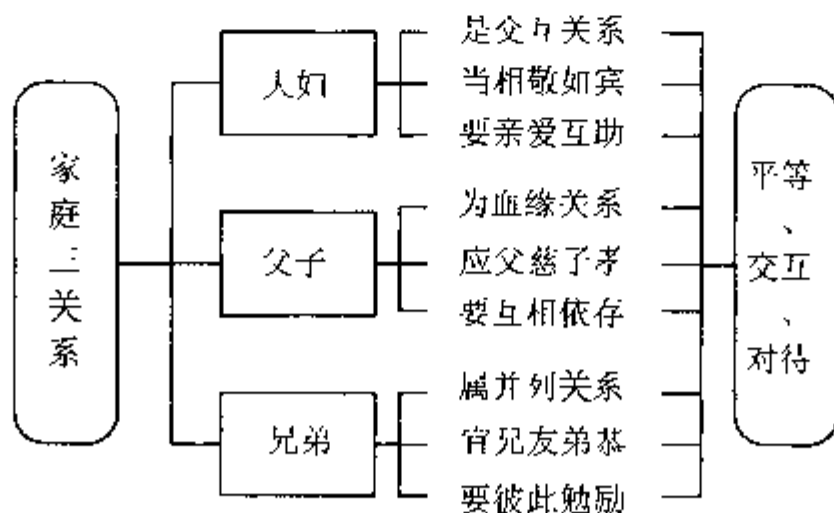 家庭三关系
夫妇
是交互关系
当相敬如宾
要亲爱互助
父子
为血缘关系
应父慈子孝
要互相依存
兄弟
属并列关系
宜兄友弟恭
要彼此勉励
平等、交互、对待